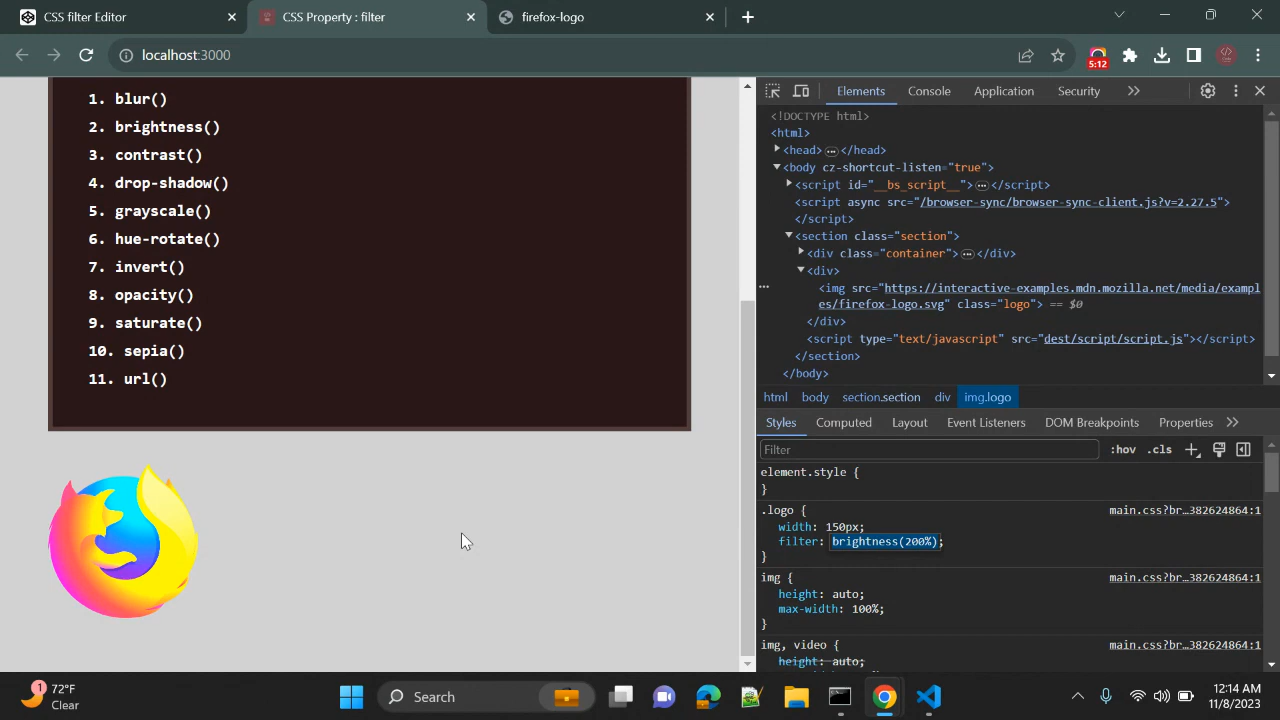 CSS filter Editor
CSS Property : filter
firefox-logo
localhost:3000
5:12
1. blur()
2. brightness()
3. contrast()
4. drop-shadow()
5. grayscale()
6. hue-rotate()
7. invert()
8. opacity()
9. saturate()
10. sepia()
11. url()
Elements
Console
Application
Security
<!DOCTYPE html>
<html>
<head> … </head>
<body cz-shortcut-listen="true">
<script id="__bs_script__"> … </script>
<script async src="/browser-sync/browser-sync-client.js?v=2.27.5">
</script>
<section class="section">
<div class="container"> … </div>
<div>
<img src="https://interactive-examples.mdn.mozilla.net/media/exampl
es/firefox-logo.svg" class="logo"> == $0
</div>
<script type="text/javascript" src="dest/script/script.js"></script>
</section>
</body>
html body section.section div img.logo
Styles Computed Layout Event Listeners DOM Breakpoints Properties
Filter :hov .cls
element.style {
}
.logo { main.css?br…382624864:1
width: 150px;
filter: brightness(200%);
}
img { main.css?br…382624864:1
height: auto;
max-width: 100%;
}
img, video { main.css?br…382624864:1
height: auto;
1
72°F
Clear
Search
12:14 AM
11/8/2023